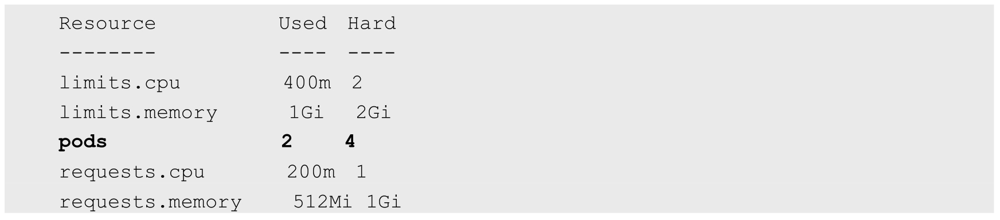 Resource Used Hard
-------- ---- ----
limits.cpu 400m 2
limits.memory 1Gi 2Gi
pods 2 4
requests.cpu 200m 1
requests.memory 512Mi 1Gi